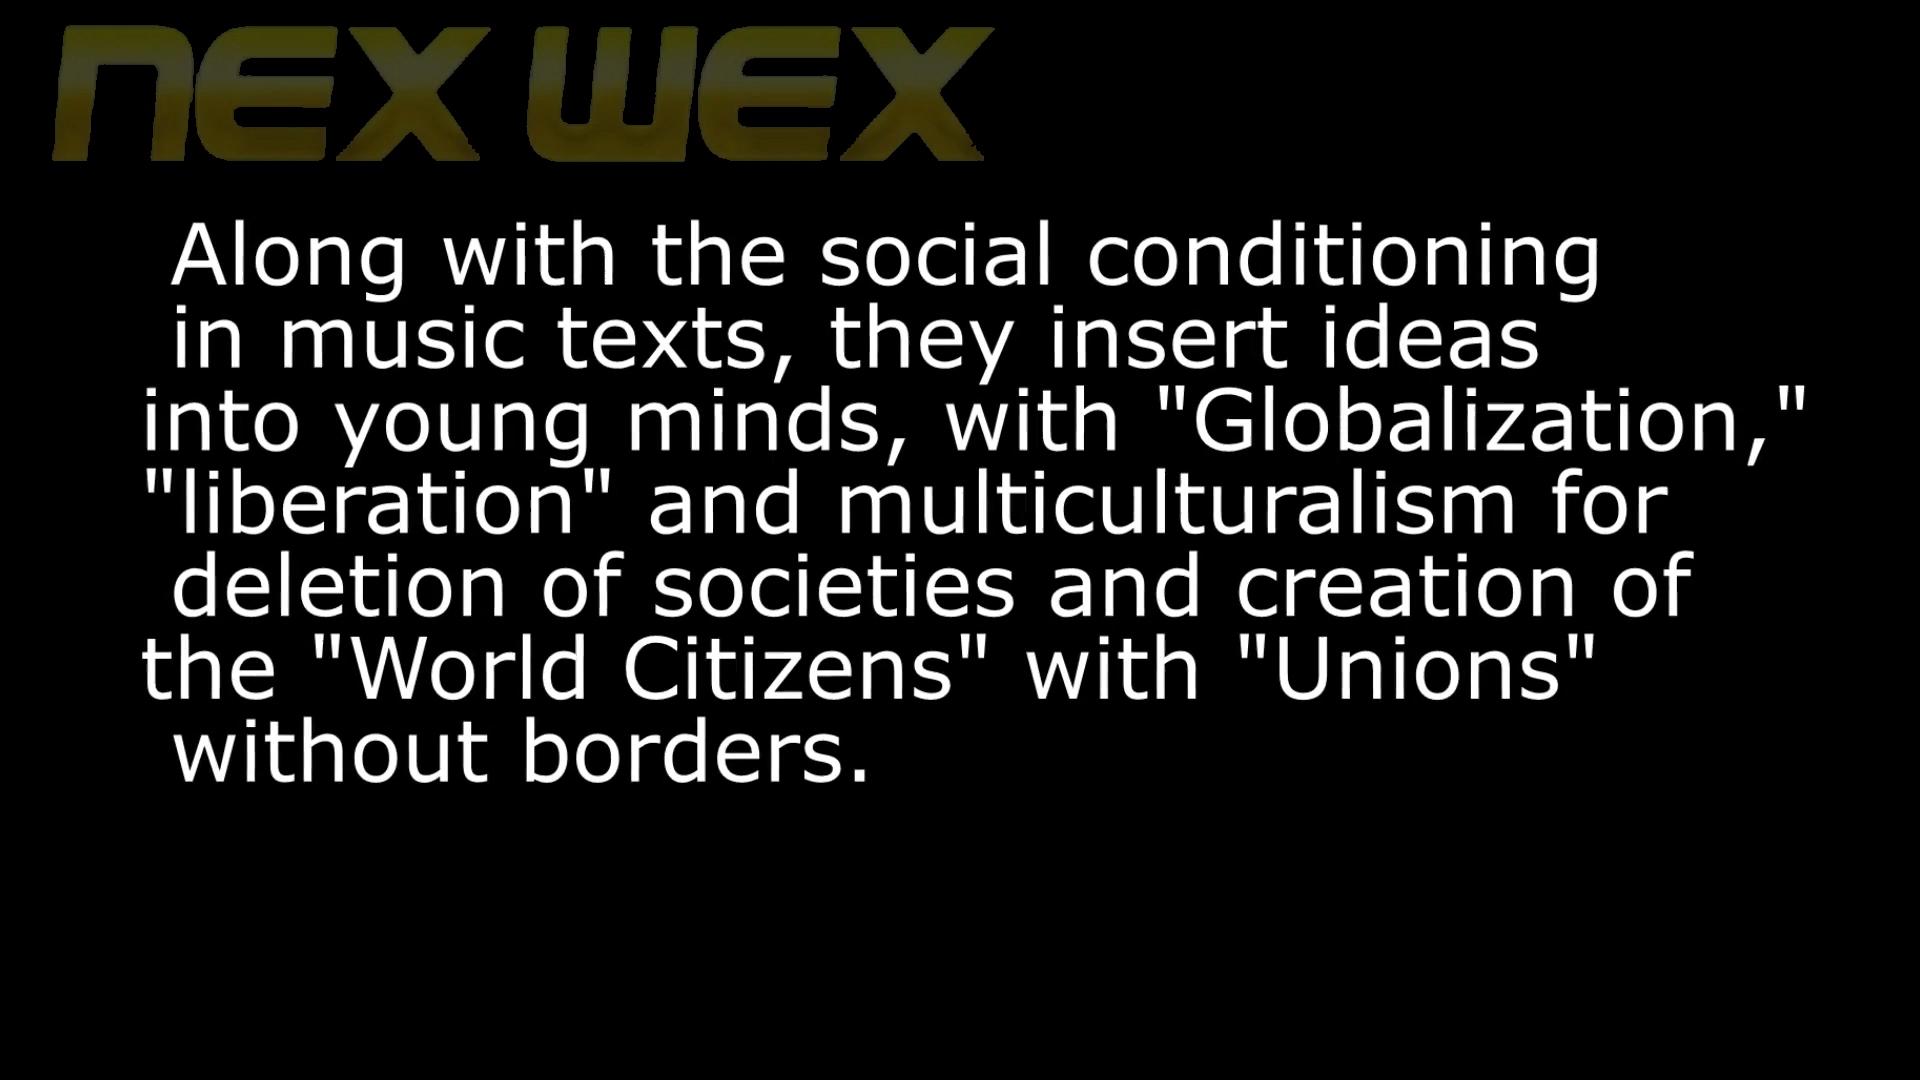 NEX WEX
Along with the social conditioning
in music texts, they insert ideas
into young minds, with "Globalization,"
"liberation" and multiculturalism for
deletion of societies and creation of
the "World Citizens" with "Unions"
without borders.